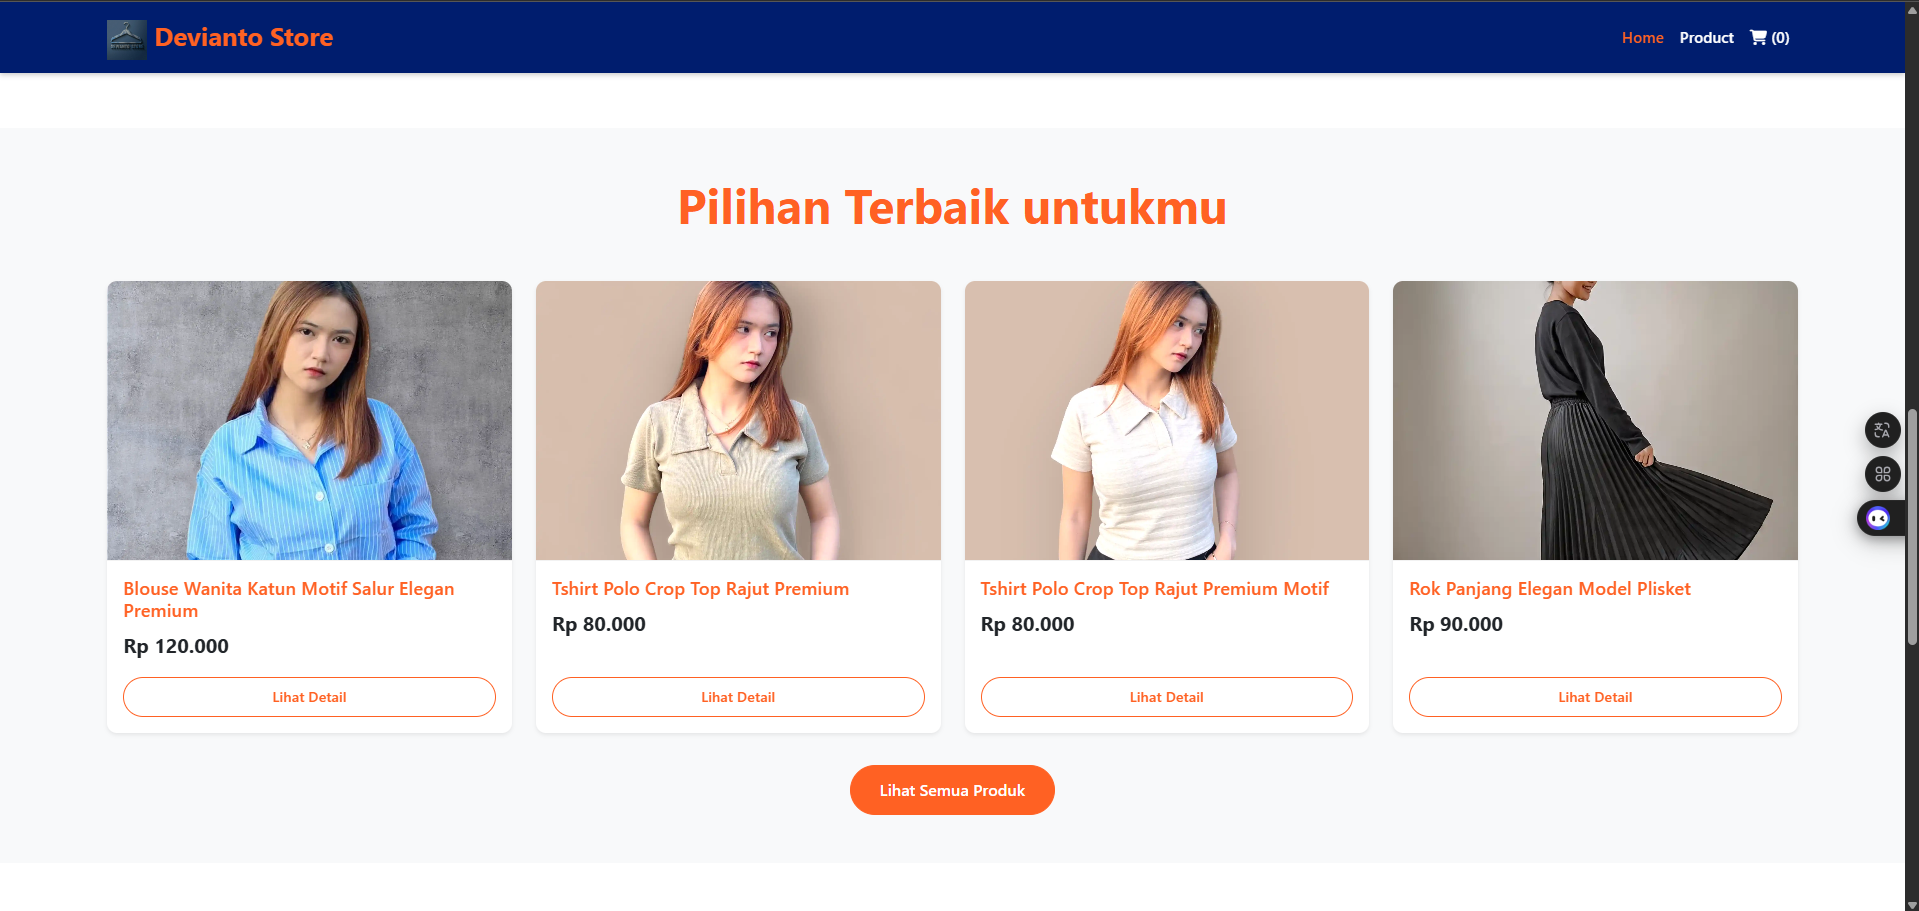 Devianto Store
Home Product (0)
Pilihan Terbaik untukmu
Blouse Wanita Katun Motif Salur Elegan
Premium
Rp 120.000
Lihat Detail
Tshirt Polo Crop Top Rajut Premium
Rp 80.000
Lihat Detail
Tshirt Polo Crop Top Rajut Premium Motif
Rp 80.000
Lihat Detail
Rok Panjang Elegan Model Plisket
Rp 90.000
Lihat Detail
Lihat Semua Produk